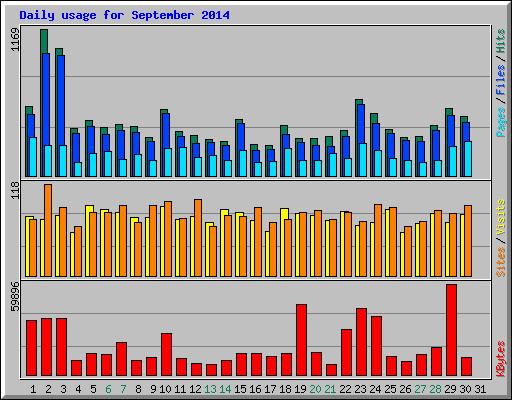 Daily usage for September 2014
1169
Pages / Files / Hits
118
Sites / Visits
59896
KBytes
1 2 3 4 5 6 7 8 9 10 11 12 13 14 15 16 17 18 19 20 21 22 23 24 25 26 27 28 29 30 31